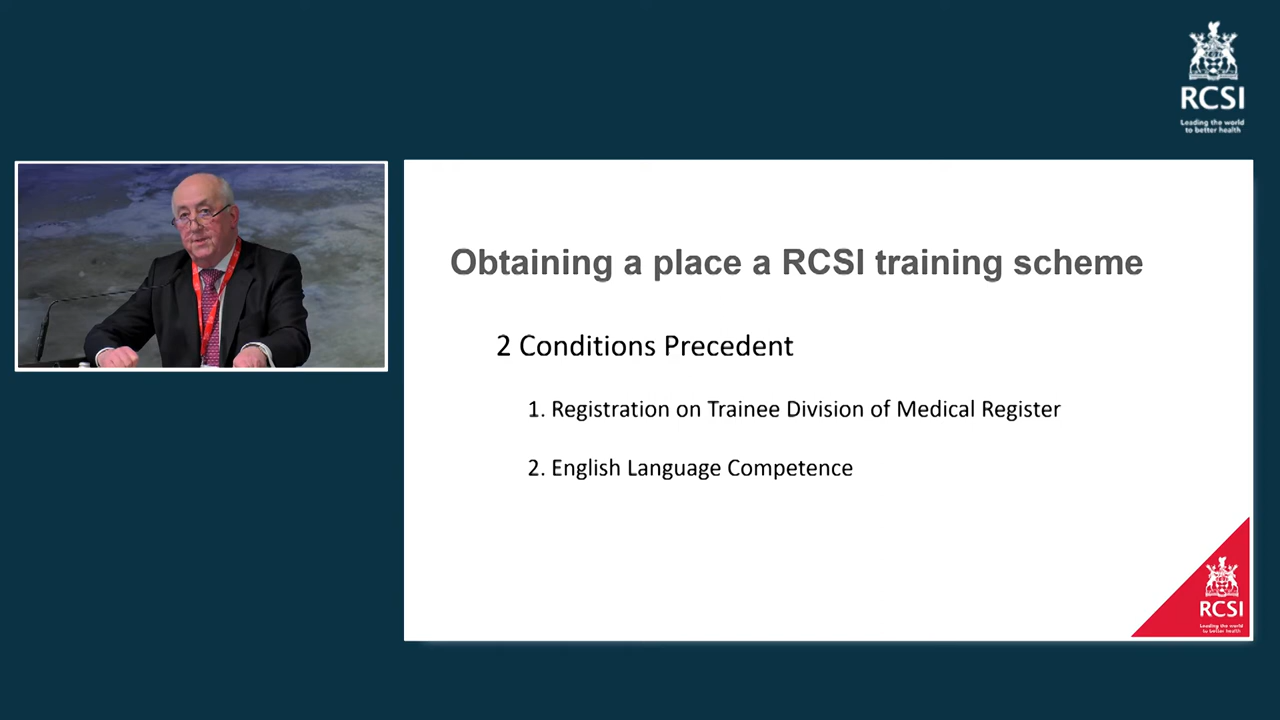 RCSI
Leading the world
to better health
Obtaining a place a RCSI training scheme
2 Conditions Precedent
1. Registration on Trainee Division of Medical Register
2. English Language Competence
RCSI
Leading the world
to better health